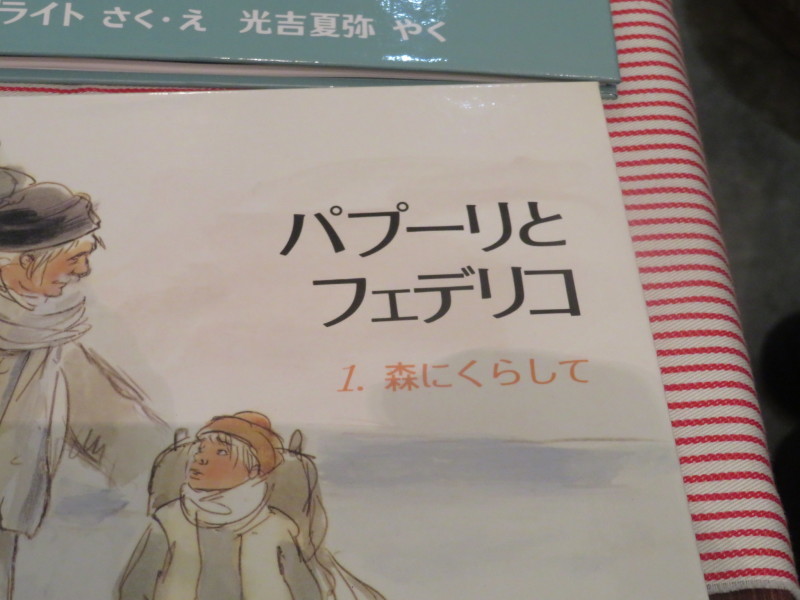 ライト さく・え 光吉夏弥 やく
パプーリと
フェデリコ
1. 森にくらして